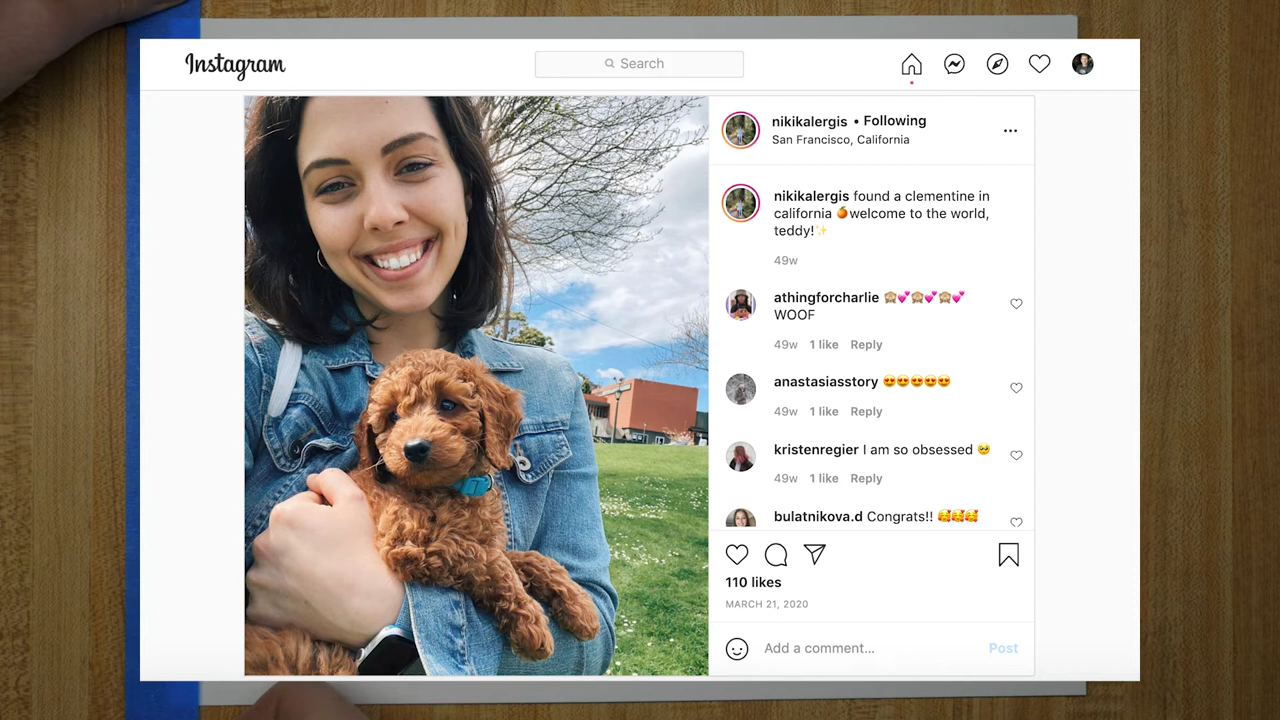 Instagram
Search
nikikalergis • Following
San Francisco, California
nikikalergis found a clementine in
california 🍊welcome to the world,
teddy!✨
49w
athingforcharlie 🙈💕🙈💕🙈💕
WOOF
49w 1 like Reply
anastasiasstory 😍😍😍😍😍
49w 1 like Reply
kristenregier I am so obsessed 🥺
49w 1 like Reply
bulatnikova.d Congrats!! 🥰🥰🥰
110 likes
MARCH 21, 2020
Add a comment...
Post